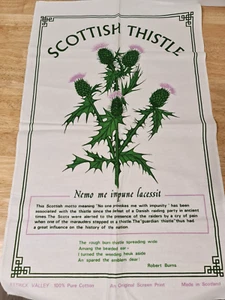 SCOTTISH THISTLE
Nemo me impune lacessit
This Scottish motto meaning "No one provokes me with impunity" has been
associated with the thistle since the defeat of a Danish raiding party in ancient
times. The Scots were alerted to the presence of the raiders by a cry of pain
when one of the marauders stepped on a thistle. The "guardian thistle" thus had
a great influence on the history of its nation.
The rough burr thistle spreading wide
Among the bearded bear
I turned the weeding hook aside
An' spared the emblem dear!
Robert Burns
VALLEY 100% Pure Cotton
An Original Screen Print
Made in Scotland